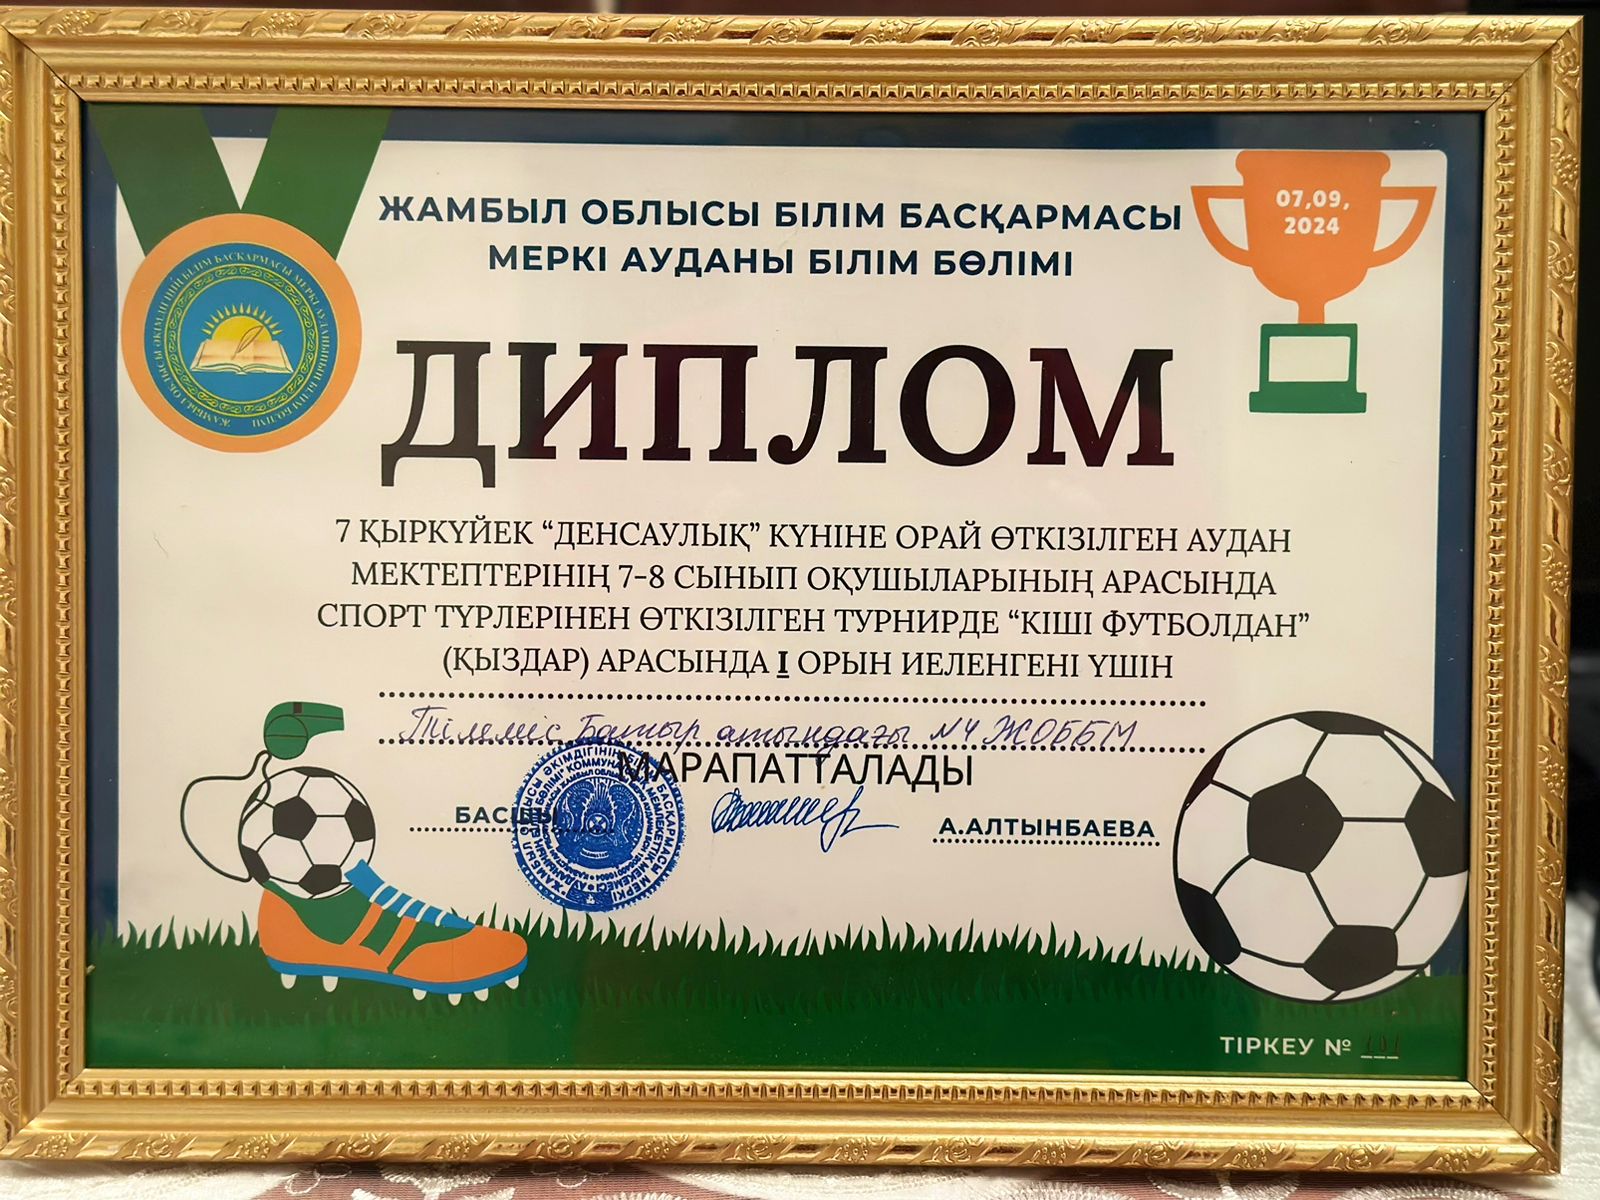 ЖАМБЫЛ ОБЛЫСЫ БІЛІМ БАСҚАРМАСЫ
МЕРКІ АУДАНЫ БІЛІМ БӨЛІМІ
07,09,
2024
ДИПЛОМ
7 ҚЫРКҮЙЕК “ДЕНСАУЛЫҚ” КҮНІНЕ ОРАЙ ӨТКІЗІЛГЕН АУДАН
МЕКТЕПТЕРІНІҢ 7-8 СЫНЫП ОҚУШЫЛАРЫНЫҢ АРАСЫНДА
СПОРТ ТҮРЛЕРІНЕН ӨТКІЗІЛГЕН ТУРНИРДЕ “КІШІ ФУТБОЛДАН”
(ҚЫЗДАР) АРАСЫНДА I ОРЫН ИЕЛЕНГЕНІ ҮШІН
Тілеміс Батыр атындағы №4 ЖОББМ
МАРАПАТТАЛАДЫ
БАСШЫ
А.АЛТЫНБАЕВА
ТІРКЕУ №